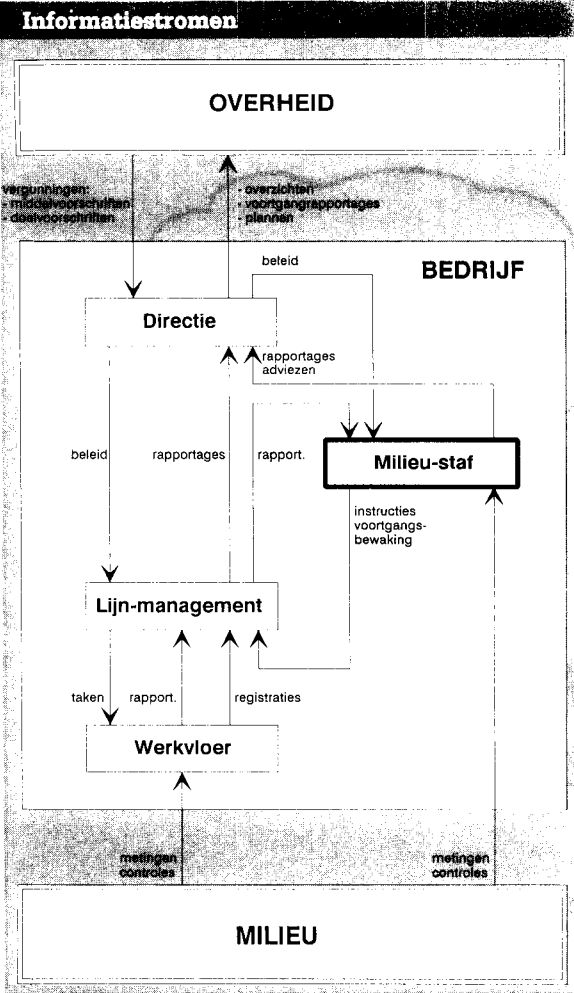 Informatiestromen
OVERHEID
vergunningen:
- middelvoorschriften
- doelvoorschriften
- overzichten
- voortgangrapportages
- plannen
BEDRIJF
beleid
Directie
rapportages
adviezen
beleid
rapportages
rapport.
Milieu-staf
instructies
voortgangs-
bewaking
Lijn-management
taken
rapport.
registraties
Werkvloer
metingen
controles
metingen
controles
MILIEU